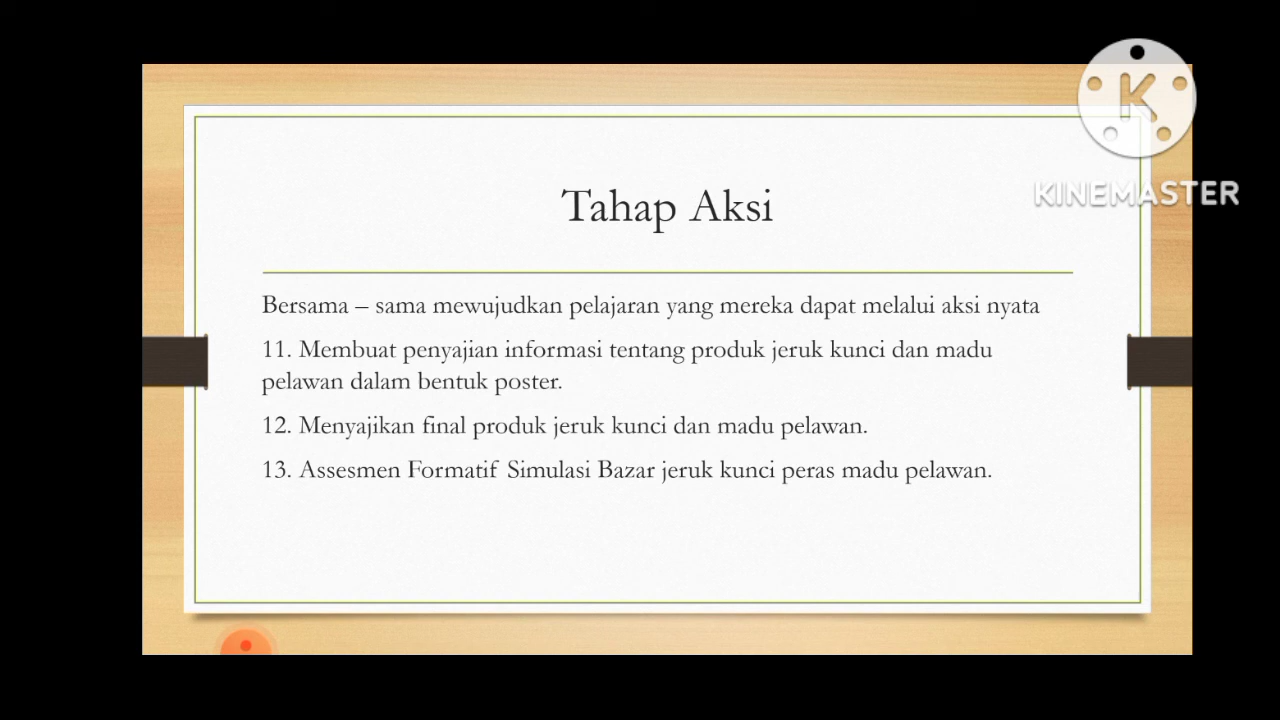 KINEMASTER
Tahap Aksi
Bersama – sama mewujudkan pelajaran yang mereka dapat melalui aksi nyata
11. Membuat penyajian informasi tentang produk jeruk kunci dan madu
pelawan dalam bentuk poster.
12. Menyajikan final produk jeruk kunci dan madu pelawan.
13. Assesmen Formatif Simulasi Bazar jeruk kunci peras madu pelawan.